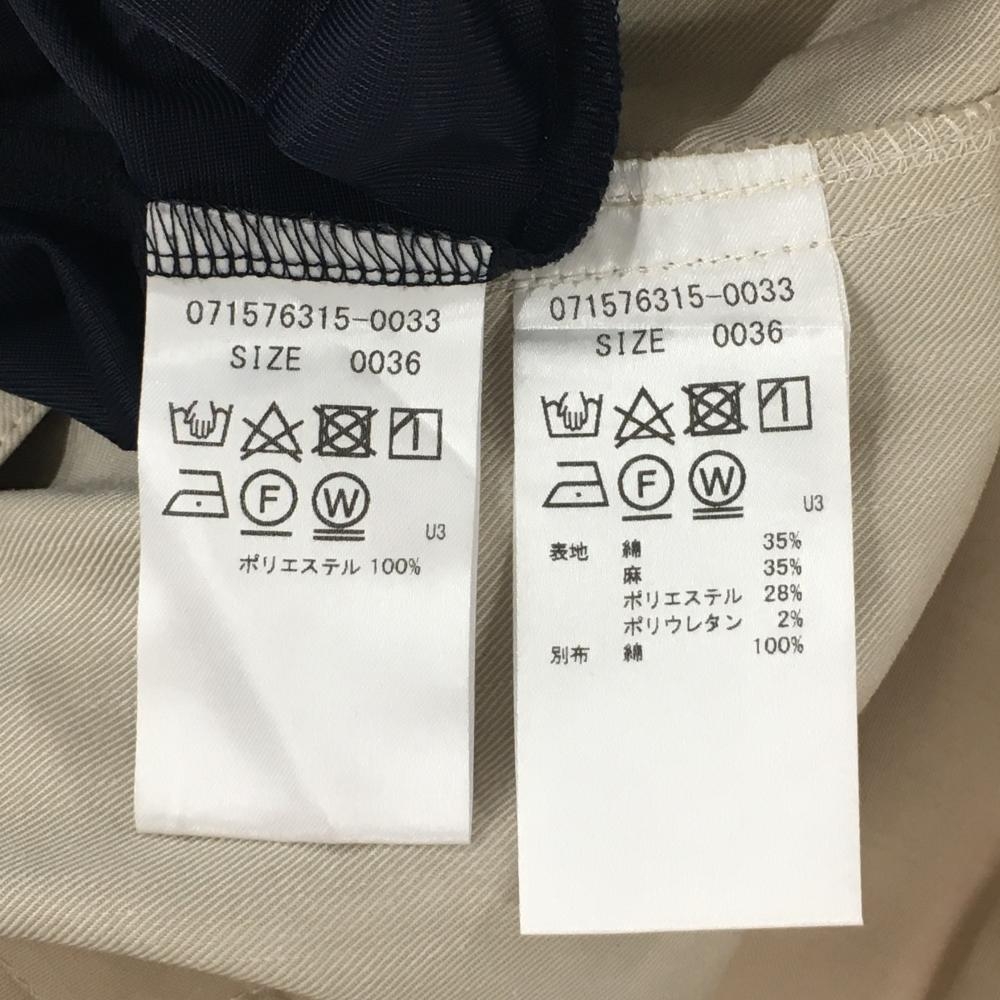 071576315-0033
SIZE 0036
F W
U3
ポリエステル 100%
071576315-0033
SIZE 0036
F W
U3
表地 綿 35%
麻 35%
ポリエステル 28%
ポリウレタン 2%
別布 綿 100%